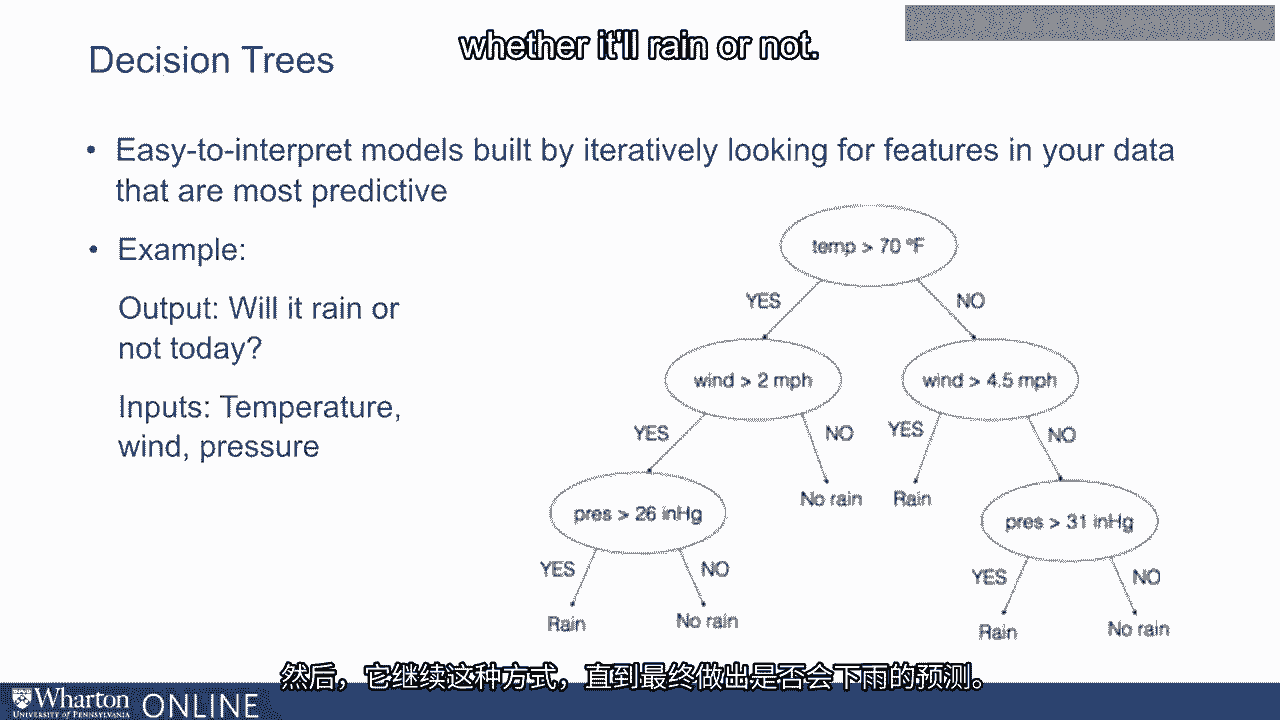 whether it'll rain or not.
Decision Trees
• Easy-to-interpret models built by iteratively looking for features in your data
that are most predictive
• Example:
Output: Will it rain or
not today?
Inputs: Temperature,
wind, pressure
temp > 70 °F
YES
NO
wind > 2 mph
wind > 4.5 mph
YES
NO
YES
NO
pres > 26 inHg
No rain
Rain
pres > 31 inHg
YES
NO
YES
NO
Rain
No rain
Rain
No rain
然后，它继续这种方式，直到最终做出是否会下雨的预测。
Wharton
UNIVERSITY of PENNSYLVANIA
ONLINE